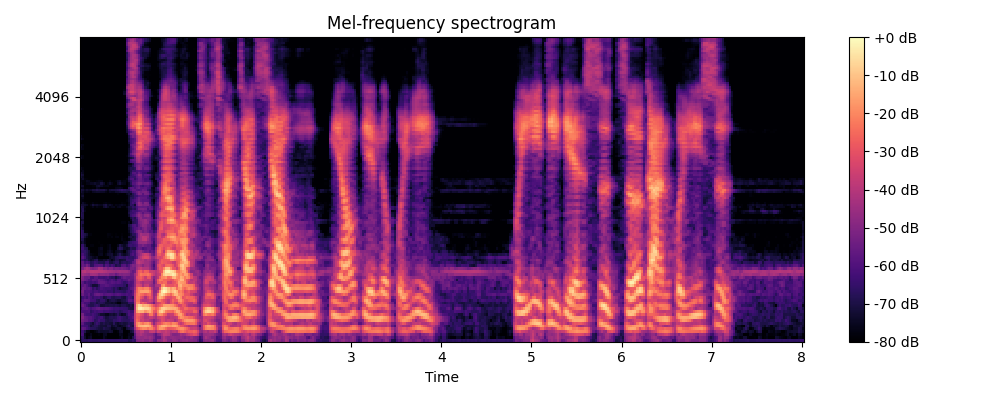 Mel-frequency spectrogram
Hz
4096
2048
1024
512
0
0 1 2 3 4 5 6 7 8
Time
+0 dB
-10 dB
-20 dB
-30 dB
-40 dB
-50 dB
-60 dB
-70 dB
-80 dB